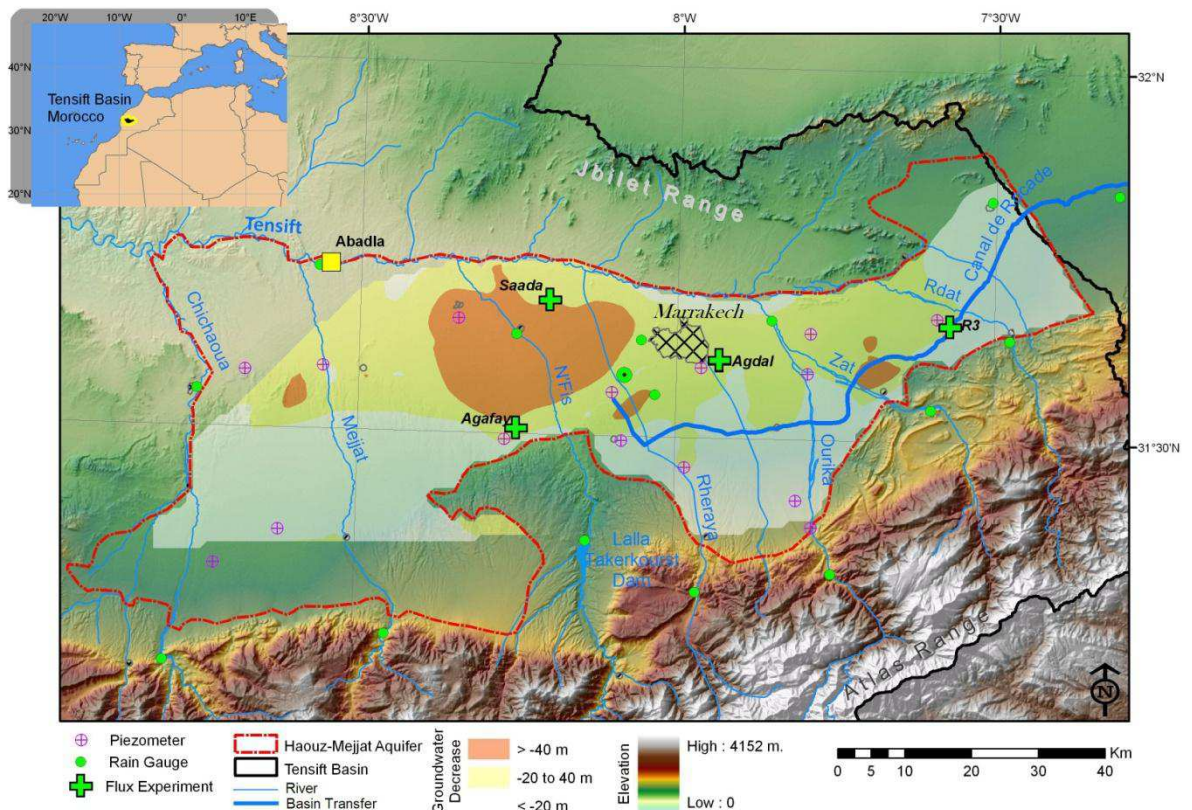 20°W
10°W
0°
10°E
8°30'W
8°W
7°30'W
40°N
30°N
20°N
Tensift Basin
Morocco
32°N
31°30'N
Jbilet Range
Tensift
Abadla
Canal de Rocade
Saada
Rdat
Chichaoua
Marrakech
R3
Agdal
Zat
N'Fis
Agafay
Mejjat
Ourika
Rheraya
Lalla
Takerkoust
Dam
Atlas Range
N
Piezometer
Rain Gauge
Flux Experiment
Haouz-Mejjat Aquifer
Tensift Basin
River
Basin Transfer
Groundwater
Decrease
> -40 m
-20 to 40 m
< -20 m
Elevation
High : 4152 m.
Low : 0
Km
0 2 5 10 20 30 40